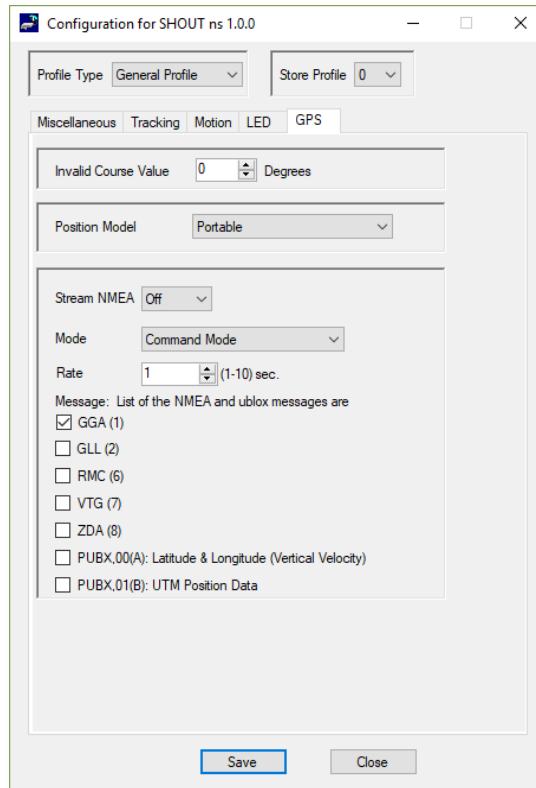 Configuration for SHOUT ns 1.0.0
Profile Type General Profile Store Profile 0
Miscellaneous Tracking Motion LED GPS
Invalid Course Value 0 Degrees
Position Model Portable
Stream NMEA Off
Mode Command Mode
Rate 1 (1-10) sec.
Message: List of the NMEA and ublox messages are
GGA (1)
GLL (2)
RMC (6)
VTG (7)
ZDA (8)
PUBX,00(A): Latitude & Longitude (Vertical Velocity)
PUBX,01(B): UTM Position Data
Save Close